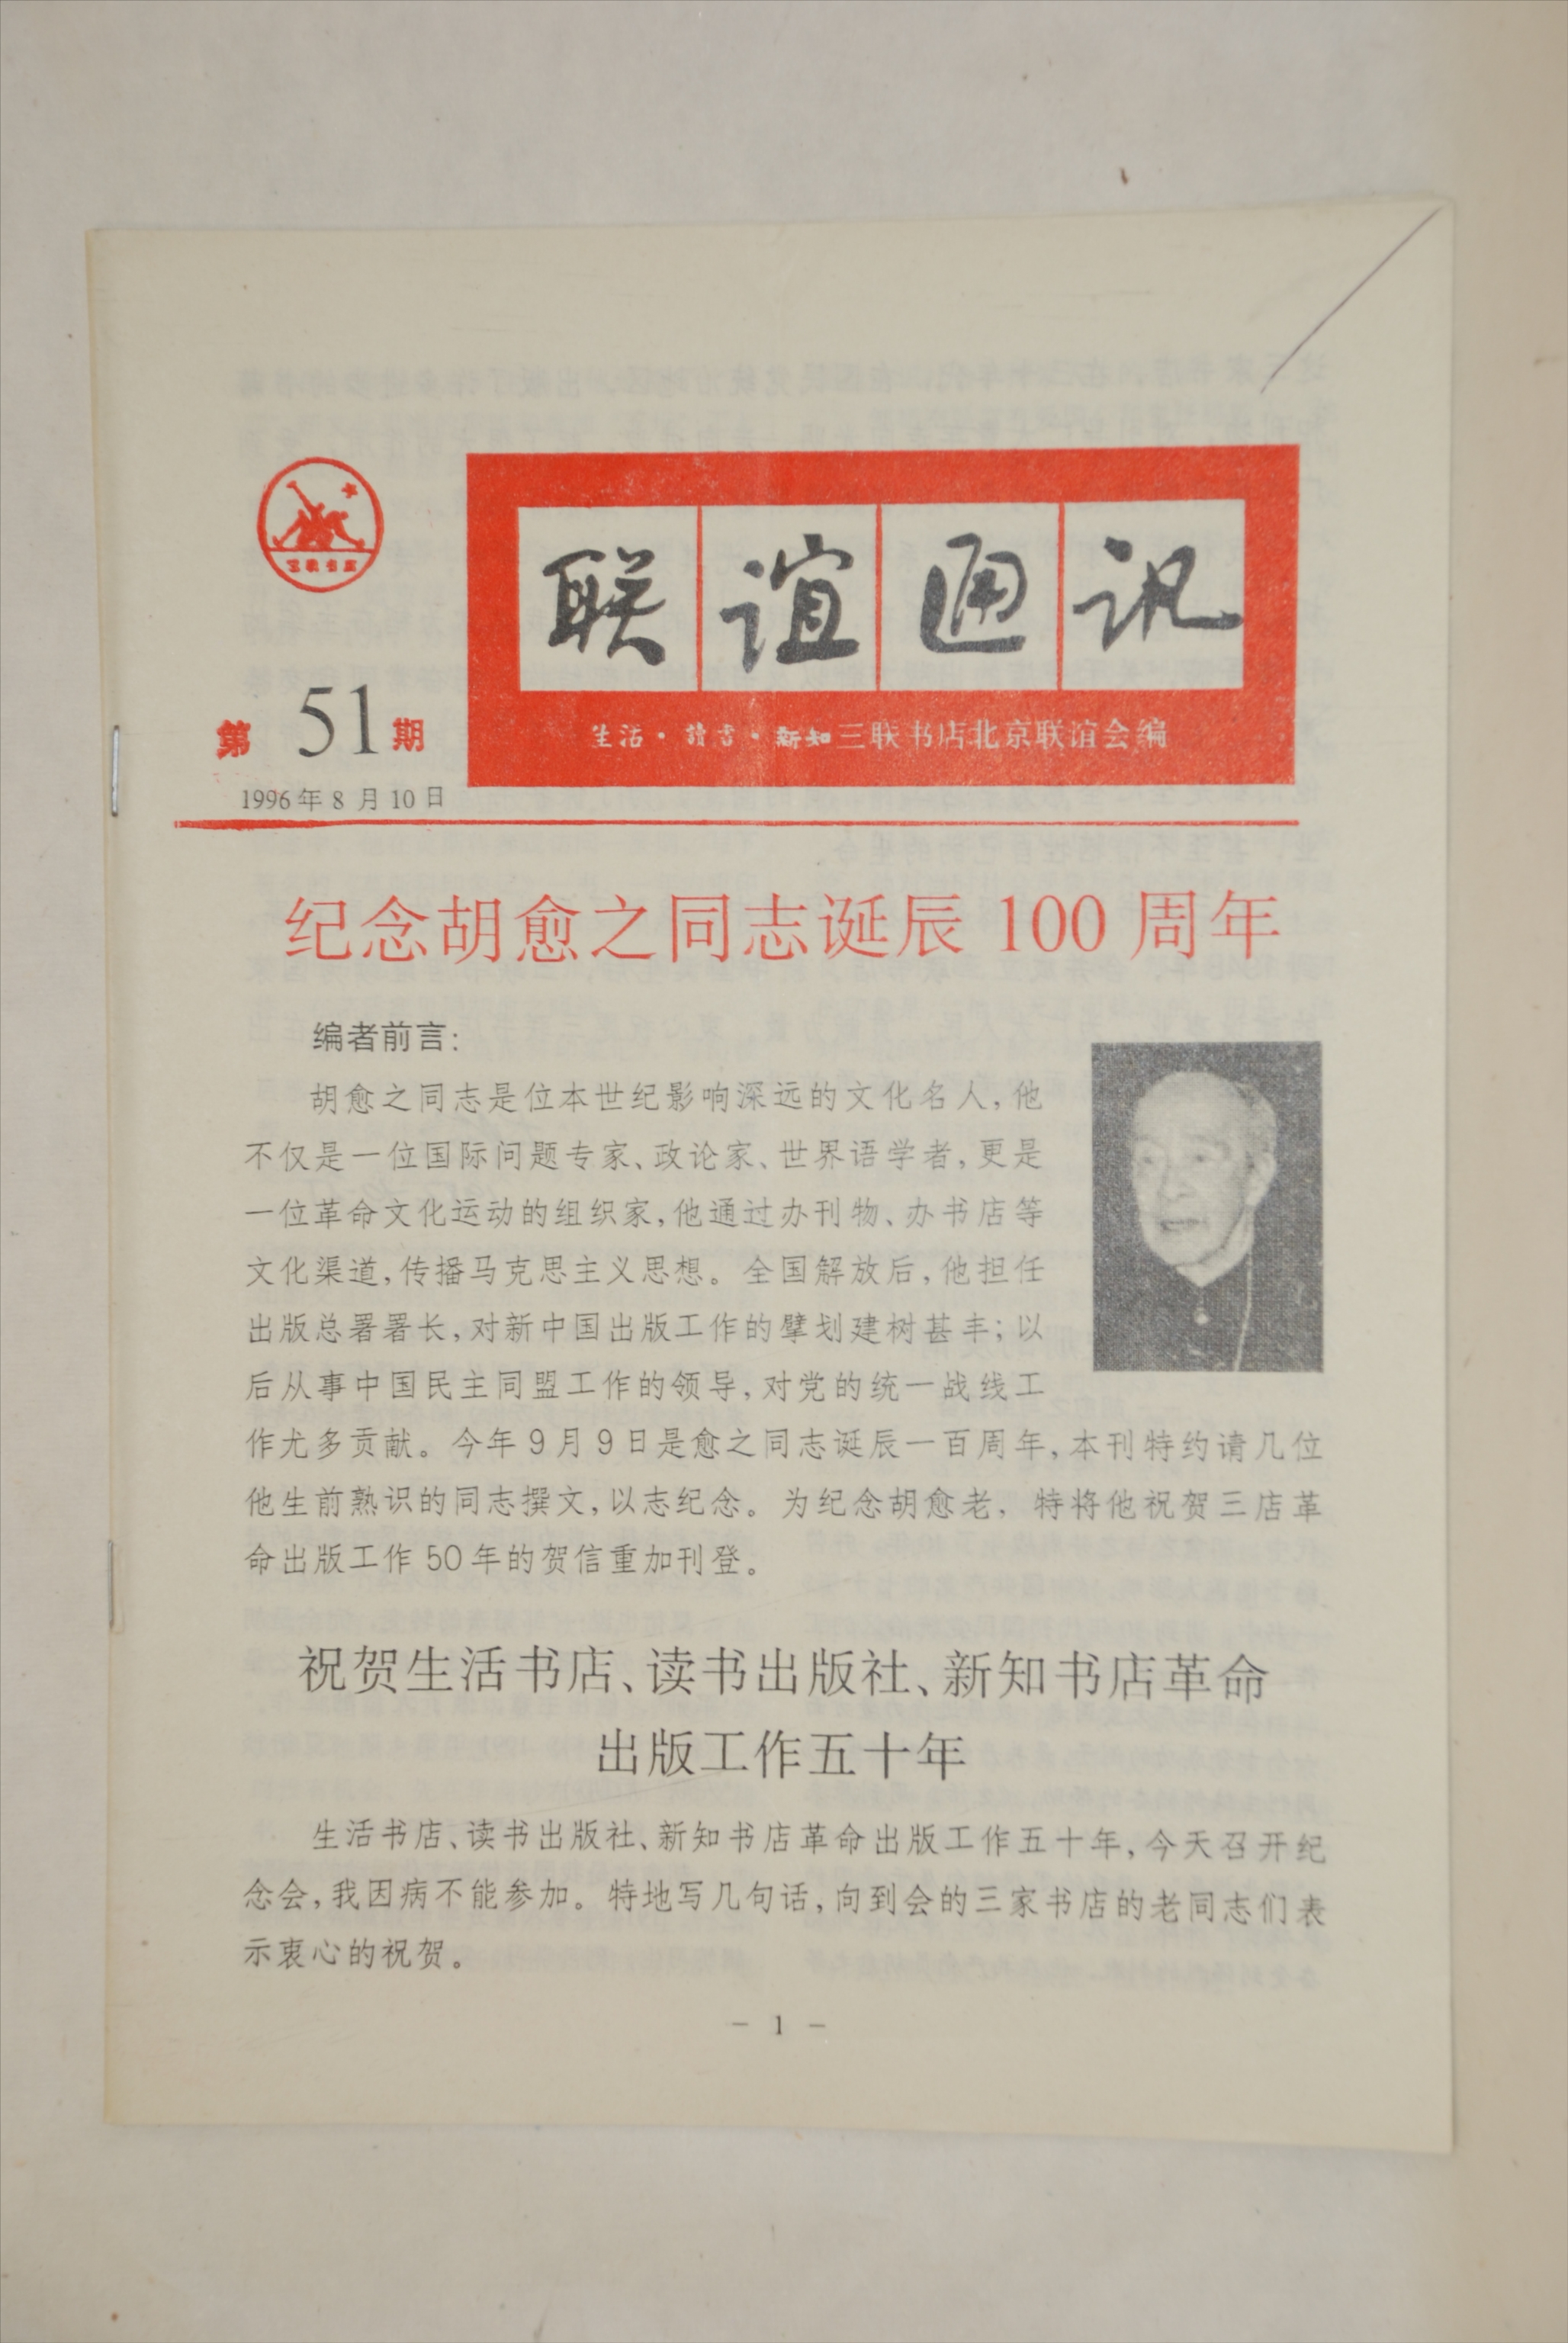 三联书店
联谊通讯
生活·读书·新知三联书店北京联谊会编
第51期
1996年8月10日
纪念胡愈之同志诞辰100周年
编者前言:
胡愈之同志是位本世纪影响深远的文化名人,他
不仅是一位国际问题专家、政论家、世界语学者,更是
一位革命文化运动的组织家,他通过办刊物、办书店等
文化渠道,传播马克思主义思想。全国解放后,他担任
出版总署署长,对新中国出版工作的擘划建树甚丰;以
后从事中国民主同盟工作的领导,对党的统一战线工
作尤多贡献。今年9月9日是愈之同志诞辰一百周年,本刊特约请几位
他生前熟识的同志撰文,以志纪念。为纪念胡愈老,特将他祝贺三店革
命出版工作50年的贺信重加刊登。
祝贺生活书店、读书出版社、新知书店革命
出版工作五十年
生活书店、读书出版社、新知书店革命出版工作五十年,今天召开纪
念会,我因病不能参加。特地写几句话,向到会的三家书店的老同志们表
示衷心的祝贺。
- 1 -